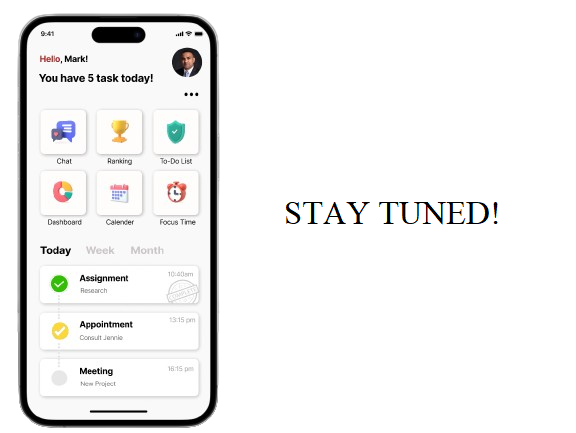 9:41
Hello, Mark!
You have 5 task today!
Chat
Ranking
To-Do List
Dashboard
Calender
Focus Time
Today Week Month
Assignment
10:40am
Research
Appointment
13:15 pm
Consult Jennie
Meeting
16:15 pm
New Project
STAY TUNED!